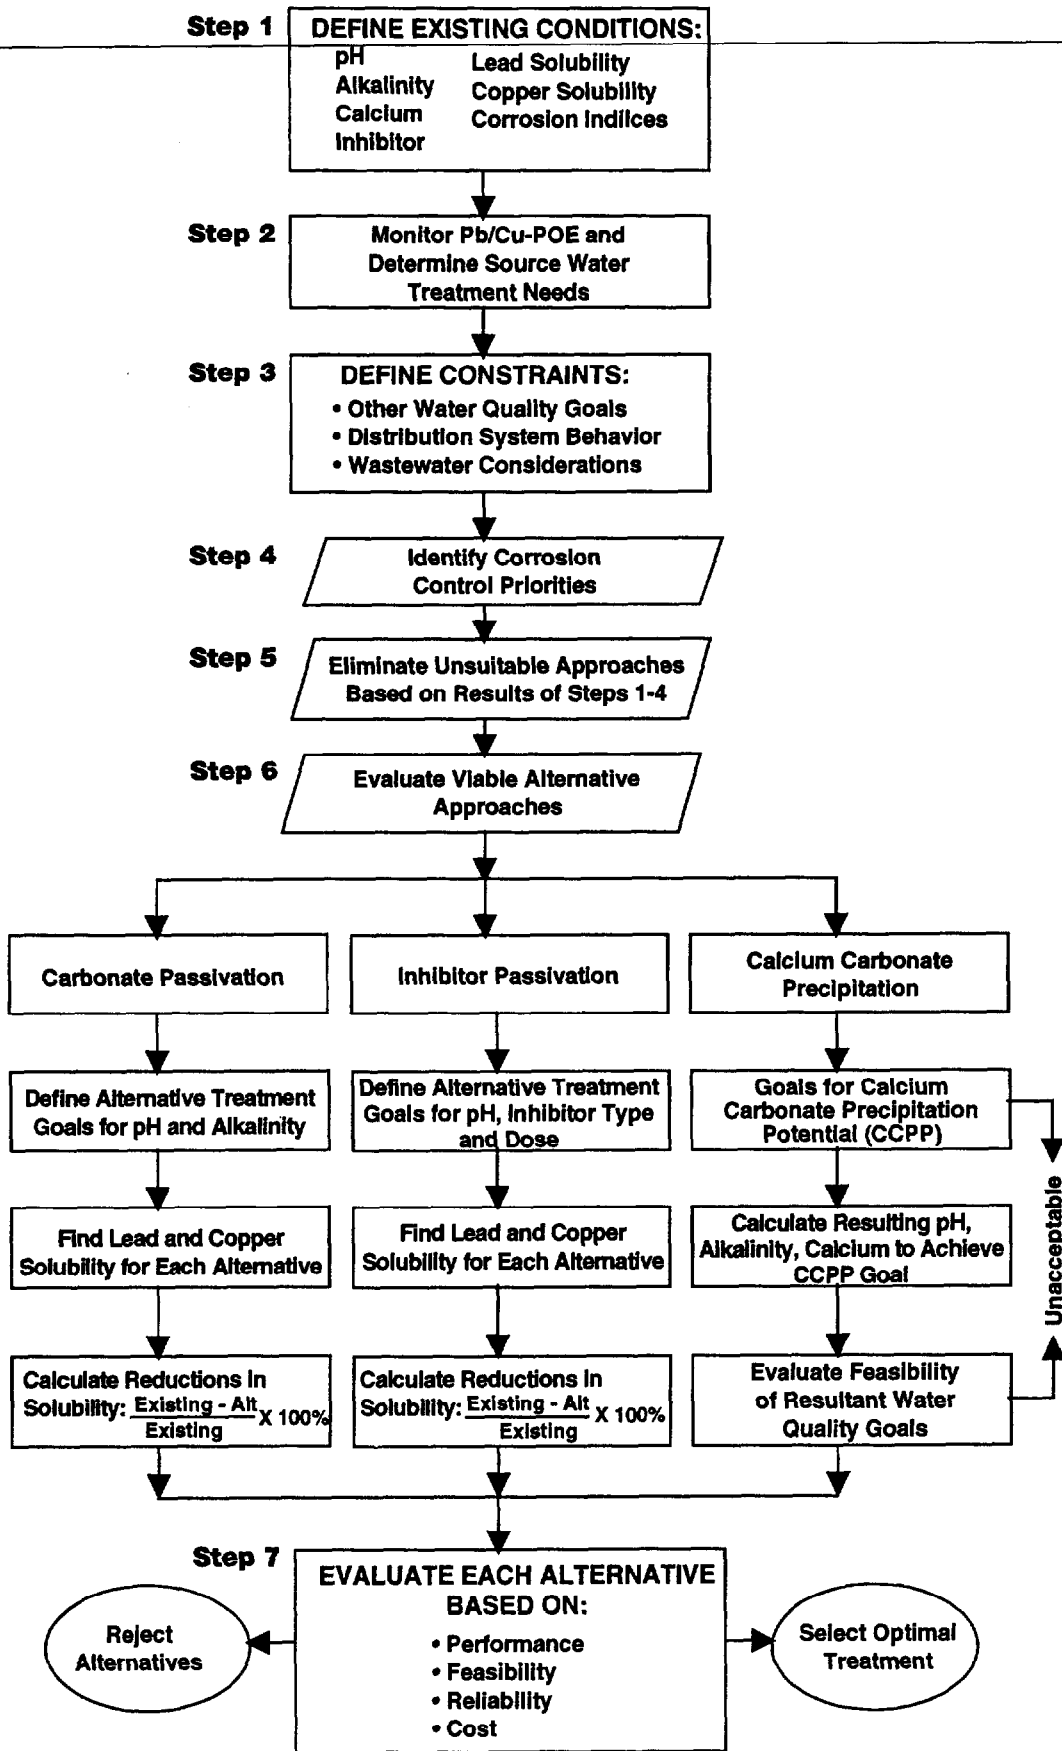 Step 1
DEFINE EXISTING CONDITIONS:
pH
Alkalinity
Calcium
Inhibitor
Lead Solubility
Copper Solubility
Corrosion Indilces
Step 2
Monitor Pb/Cu-POE and
Determine Source Water
Treatment Needs
Step 3
DEFINE CONSTRAINTS:
• Other Water Quality Goals
• Distribution System Behavior
• Wastewater Considerations
Step 4
Identify Corrosion
Control Priorities
Step 5
Eliminate Unsuitable Approaches
Based on Results of Steps 1-4
Step 6
Evaluate Viable Alternative
Approaches
Carbonate Passivation
Inhibitor Passivation
Calcium Carbonate
Precipitation
Define Alternative Treatment
Goals for pH and Alkalinity
Define Alternative Treatment
Goals for pH, Inhibitor Type
and Dose
Goals for Calcium
Carbonate Precipitation
Potential (CCPP)
Find Lead and Copper
Solubility for Each Alternative
Find Lead and Copper
Solubility for Each Alternative
Calculate Resulting pH,
Alkalinity, Calcium to Achieve
CCPP Goal
Unacceptable
Calculate Reductions in
Solubility: Existing - Alt X 100%
Existing
Calculate Reductions in
Solubility: Existing - Alt X 100%
Existing
Evaluate Feasibility
of Resultant Water
Quality Goals
Step 7
EVALUATE EACH ALTERNATIVE
BASED ON:
• Performance
• Feasibility
• Reliability
• Cost
Reject
Alternatives
Select Optimal
Treatment